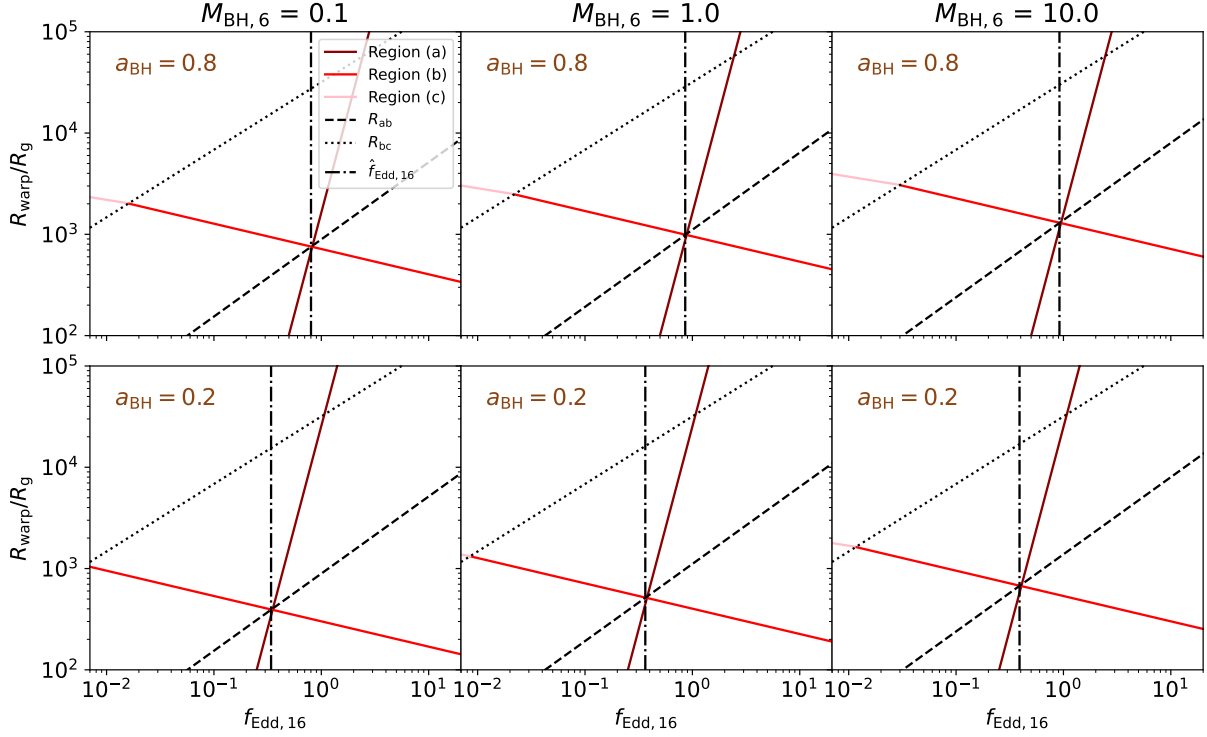 M_BH, 6 = 0.1
M_BH, 6 = 1.0
M_BH, 6 = 10.0
10^5
10^4
10^3
10^2
R_warp/R_g
a_BH = 0.8
a_BH = 0.8
a_BH = 0.8
Region (a)
Region (b)
Region (c)
R_ab
R_bc
f̂_Edd, 16
10^5
10^4
10^3
10^2
R_warp/R_g
a_BH = 0.2
a_BH = 0.2
a_BH = 0.2
10^−2 10^−1 10^0 10^1
10^−2 10^−1 10^0 10^1
10^−2 10^−1 10^0 10^1
f_Edd, 16
f_Edd, 16
f_Edd, 16